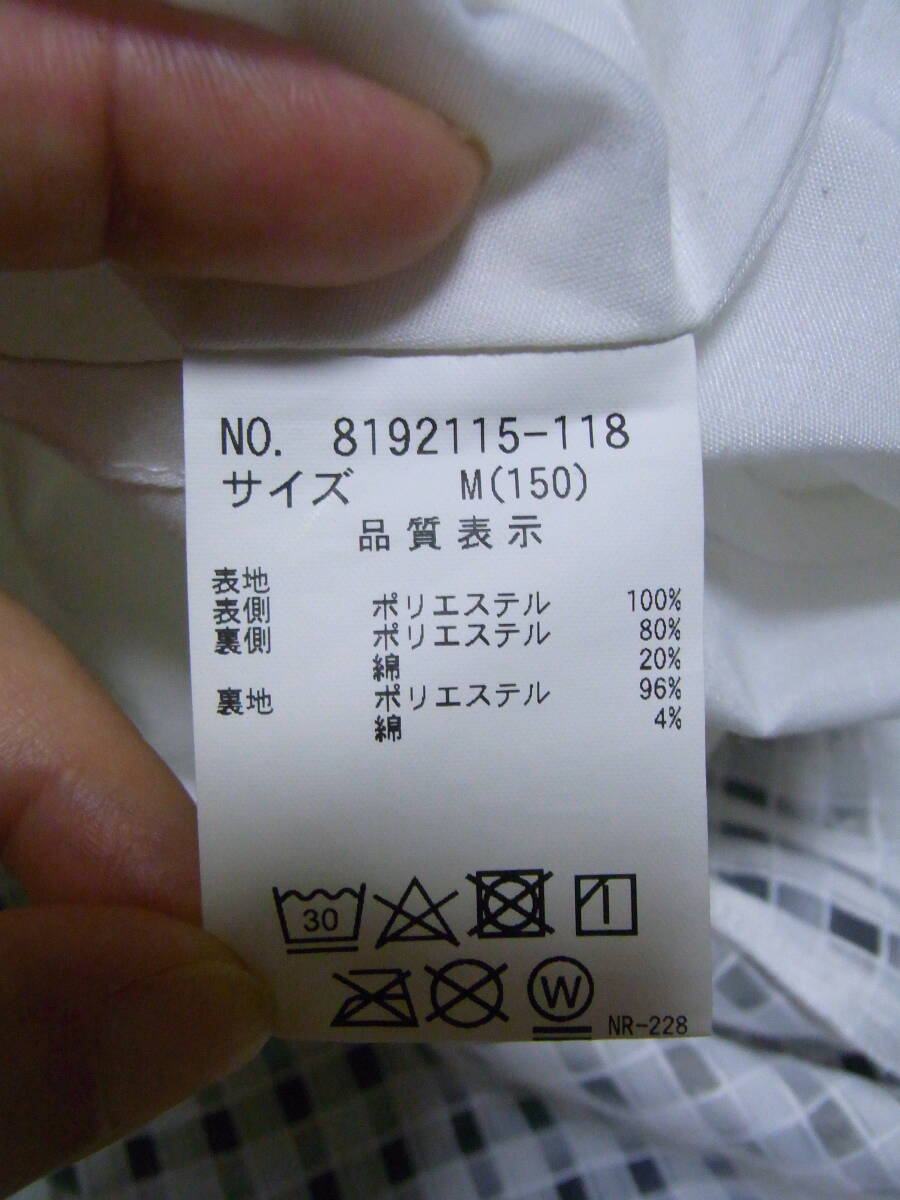 NO. 8192115-118
サイズ M(150)
品質表示
表地
表側 ポリエステル 100%
裏側 ポリエステル 80%
綿 20%
裏地 ポリエステル 96%
綿 4%
30
W
NR-228